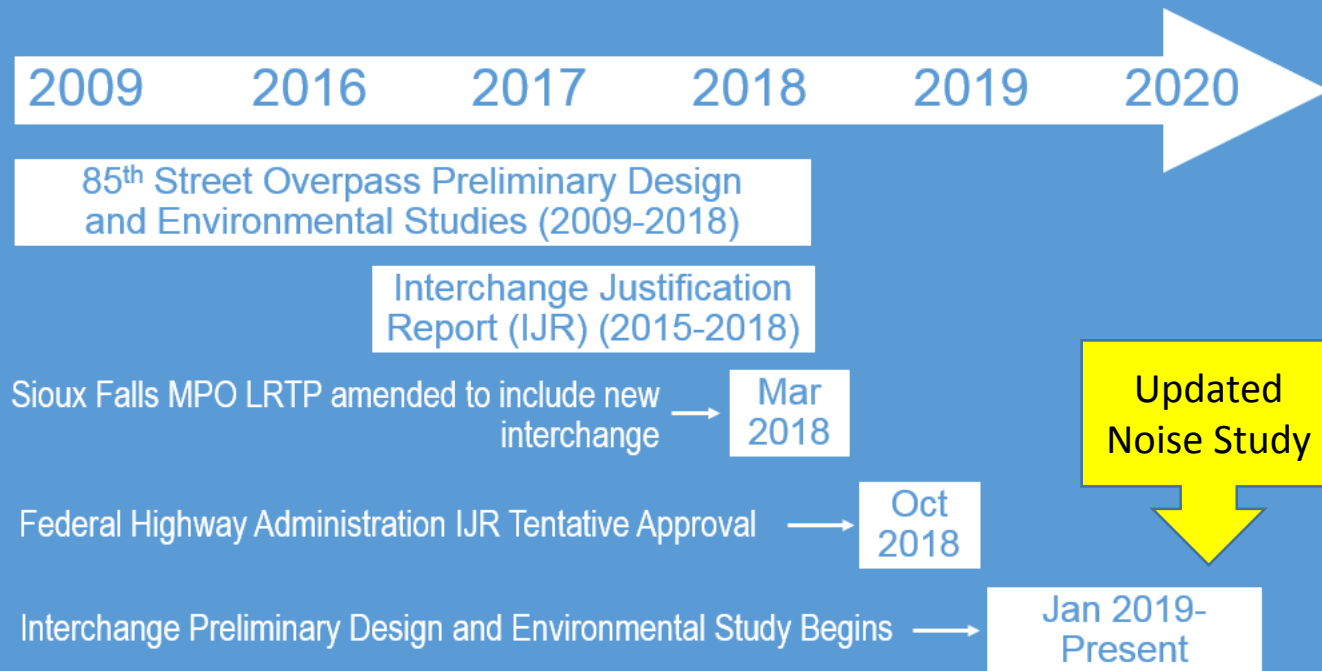 2009 2016 2017 2018 2019 2020
85th Street Overpass Preliminary Design
and Environmental Studies (2009-2018)
Interchange Justification
Report (IJR) (2015-2018)
Sioux Falls MPO LRTP amended to include new
interchange
Mar
2018
Updated
Noise Study
Federal Highway Administration IJR Tentative Approval
Oct
2018
Interchange Preliminary Design and Environmental Study Begins
Jan 2019-
Present